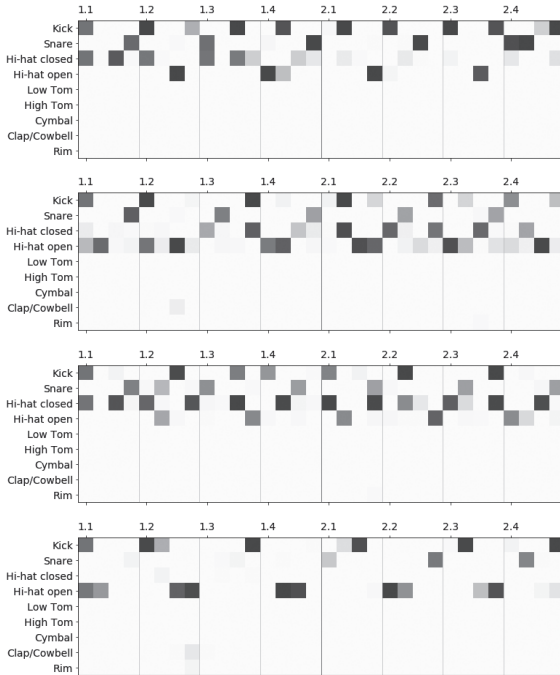 1.1 1.2 1.3 1.4 2.1 2.2 2.3 2.4
Kick
Snare
Hi-hat closed
Hi-hat open
Low Tom
High Tom
Cymbal
Clap/Cowbell
Rim
1.1 1.2 1.3 1.4 2.1 2.2 2.3 2.4
Kick
Snare
Hi-hat closed
Hi-hat open
Low Tom
High Tom
Cymbal
Clap/Cowbell
Rim
1.1 1.2 1.3 1.4 2.1 2.2 2.3 2.4
Kick
Snare
Hi-hat closed
Hi-hat open
Low Tom
High Tom
Cymbal
Clap/Cowbell
Rim
1.1 1.2 1.3 1.4 2.1 2.2 2.3 2.4
Kick
Snare
Hi-hat closed
Hi-hat open
Low Tom
High Tom
Cymbal
Clap/Cowbell
Rim